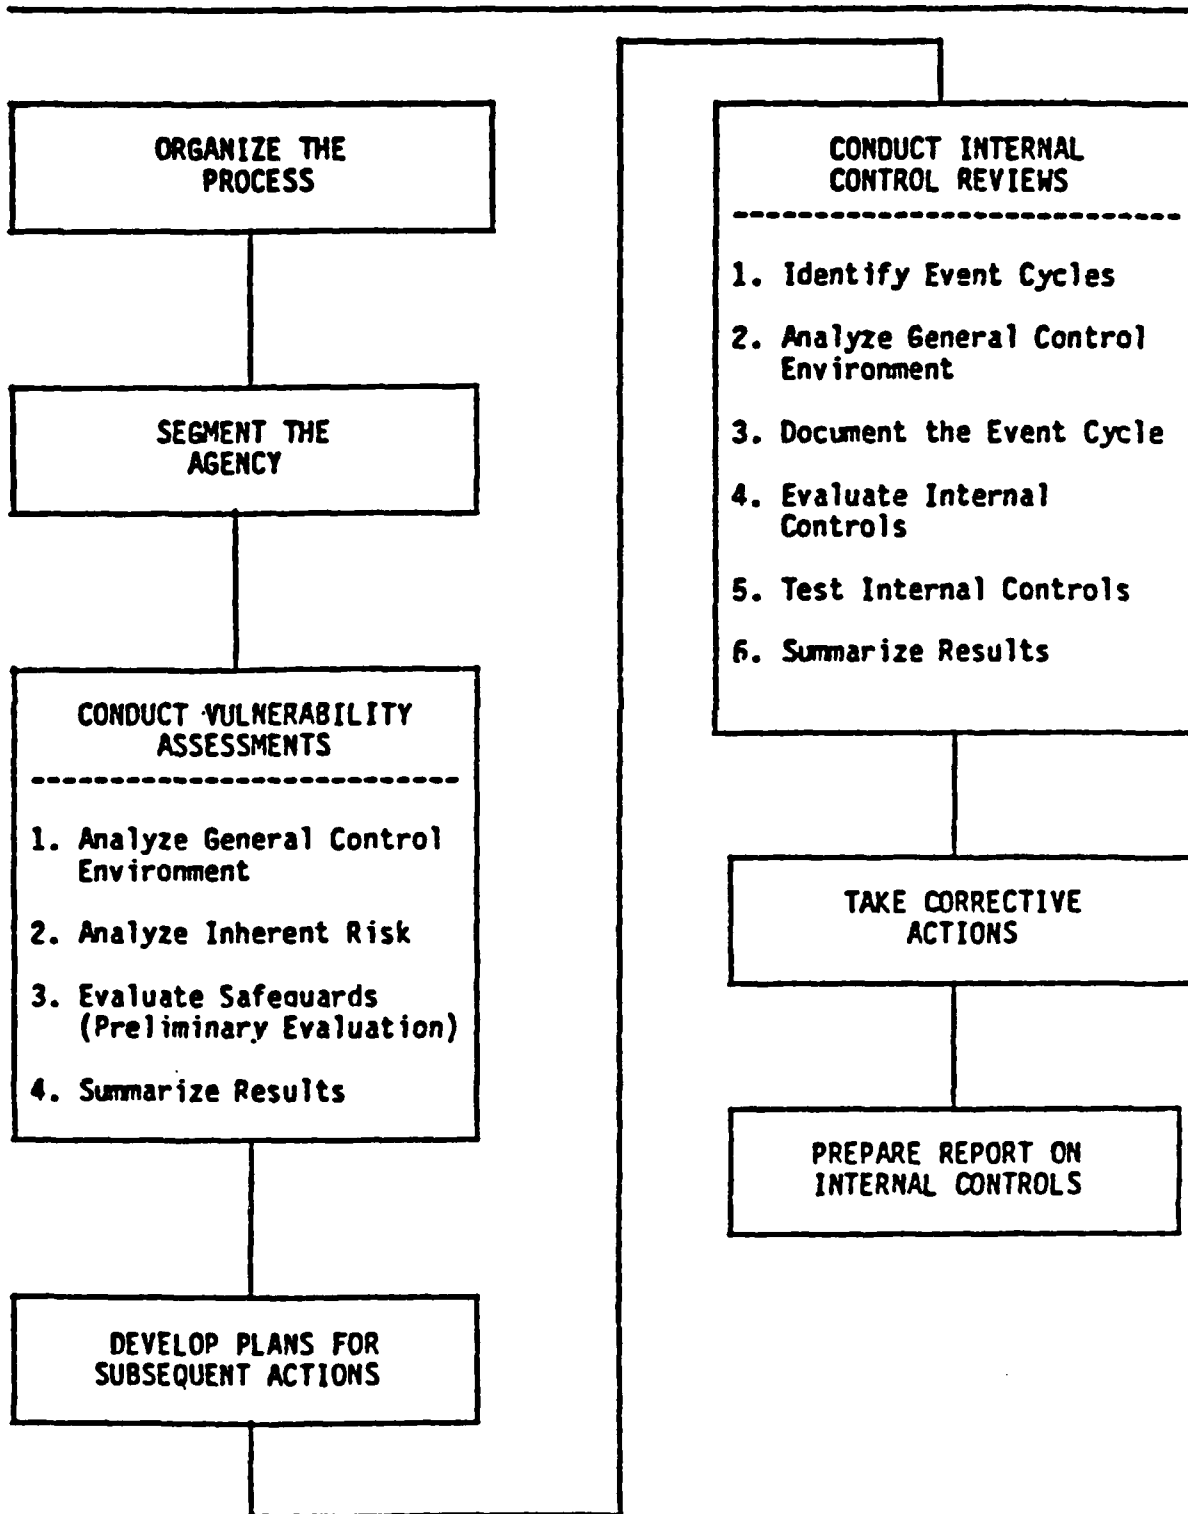 ORGANIZE THE
PROCESS
SEGMENT THE
AGENCY
CONDUCT VULNERABILITY
ASSESSMENTS
1. Analyze General Control
Environment
2. Analyze Inherent Risk
3. Evaluate Safeguards
(Preliminary Evaluation)
4. Summarize Results
DEVELOP PLANS FOR
SUBSEQUENT ACTIONS
CONDUCT INTERNAL
CONTROL REVIEWS
1. Identify Event Cycles
2. Analyze General Control
Environment
3. Document the Event Cycle
4. Evaluate Internal
Controls
5. Test Internal Controls
6. Summarize Results
TAKE CORRECTIVE
ACTIONS
PREPARE REPORT ON
INTERNAL CONTROLS